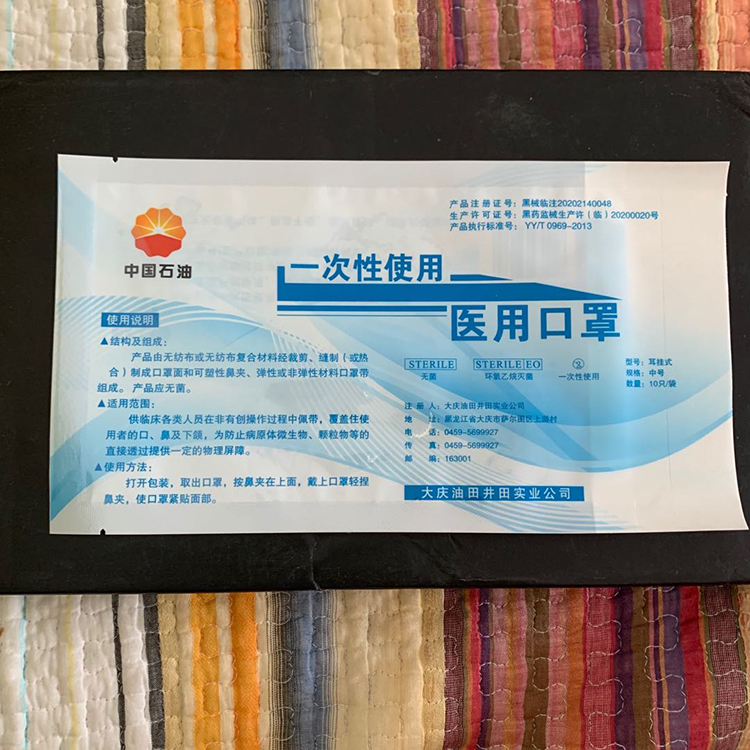 产品注册证号：黑械临注20202140048
生产许可证号：黑药监械生产许（临）20200020号
产品执行标准号：YY/T 0969-2013
中国石油
一次性使用
医用口罩
使用说明
▲结构及组成：
产品由无纺布或无纺布复合材料经裁剪、缝制（或热
合）制成口罩面和可塑性鼻夹、弹性或非弹性材料口罩带
组成。产品应无菌。
▲适用范围：
供临床各类人员在非有创操作过程中佩带，覆盖住使
用者的口、鼻及下颌，为防止病原体微生物、颗粒物等的
直接透过提供一定的物理屏障。
▲使用方法：
打开包装，取出口罩，按鼻夹在上面，戴上口罩轻捏
鼻夹，使口罩紧贴面部。
STERILE
无菌
STERILE EO
环氧乙烷灭菌
2
一次性使用
型号：耳挂式
规格：中号
数量：10只/袋
注册人：大庆油田井田实业公司
地址：黑龙江省大庆市萨尔图区上游村
电话：0459-5699927
传真：0459-5699927
邮编：163001
大庆油田井田实业公司